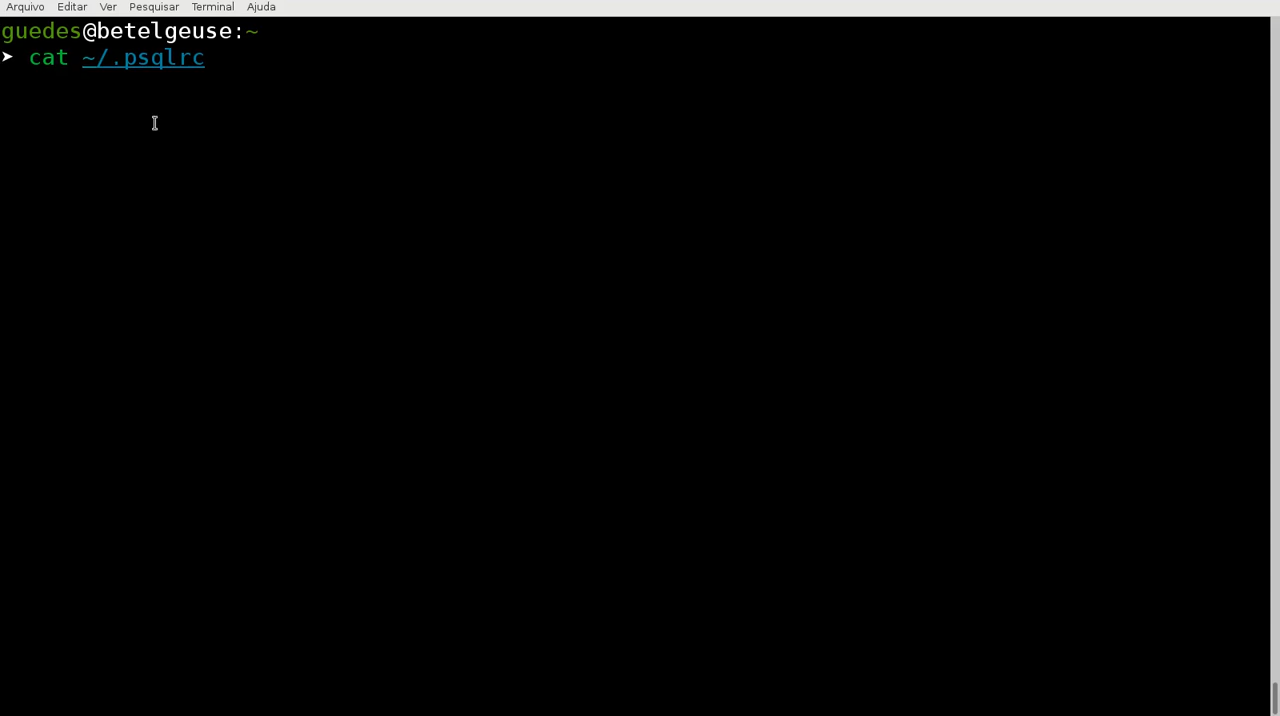 Arquivo Editar Ver Pesquisar Terminal Ajuda
guedes@betelgeuse:~
➤ cat ~/.psqlrc